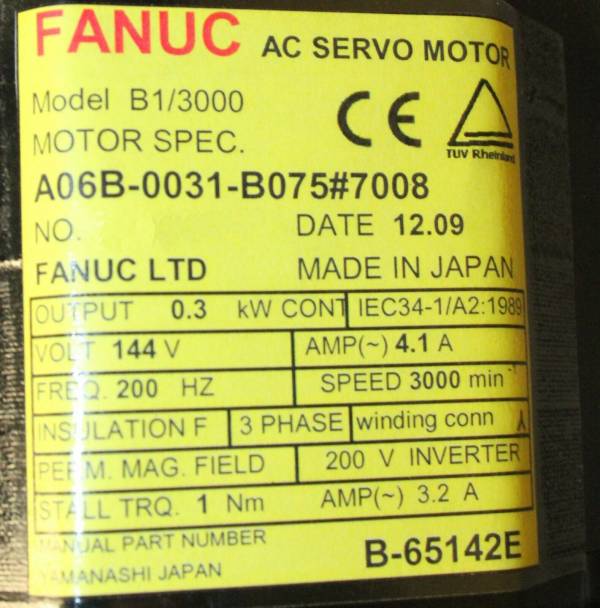 FANUC AC SERVO MOTOR
Model B1/3000
MOTOR SPEC.
TUV Rheinland
A06B-0031-B075#7008
NO. DATE 12.09
FANUC LTD MADE IN JAPAN
OUTPUT 0.3 kW CONT IEC34-1/A2:1989
VOLT 144 V AMP(~) 4.1 A
FREQ. 200 HZ SPEED 3000 min⁻¹
INSULATION F 3 PHASE winding conn Y
PERM. MAG. FIELD 200 V INVERTER
STALL TRQ. 1 Nm AMP(~) 3.2 A
MANUAL PART NUMBER B-65142E
YAMANASHI JAPAN
CE